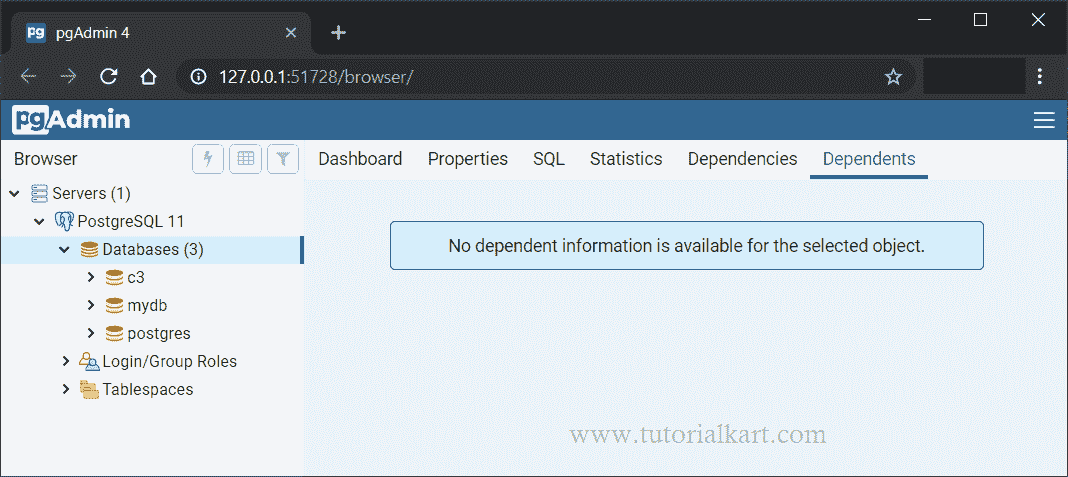 pgAdmin 4
127.0.0.1:51728/browser/
pgAdmin
Browser
Dashboard Properties SQL Statistics Dependencies Dependents
Servers (1)
PostgreSQL 11
Databases (3)
No dependent information is available for the selected object.
c3
mydb
postgres
Login/Group Roles
Tablespaces
www.tutorialkart.com